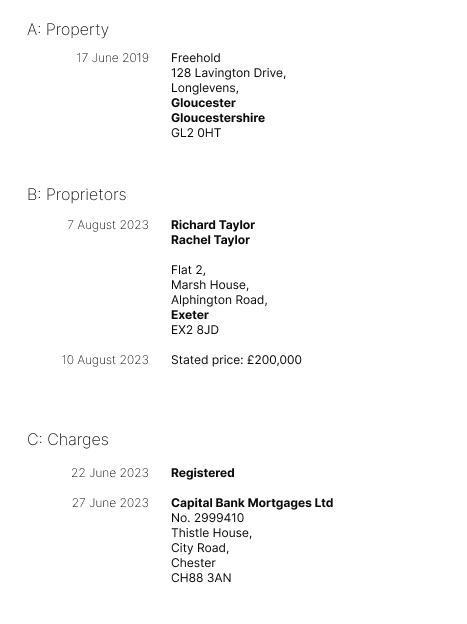 A: Property
17 June 2019 Freehold
128 Lavington Drive,
Longlevens,
Gloucester
Gloucestershire
GL2 0HT
B: Proprietors
7 August 2023 Richard Taylor
Rachel Taylor
Flat 2,
Marsh House,
Alphington Road,
Exeter
EX2 8JD
10 August 2023 Stated price: £200,000
C: Charges
22 June 2023 Registered
27 June 2023 Capital Bank Mortgages Ltd
No. 2999410
Thistle House,
City Road,
Chester
CH88 3AN